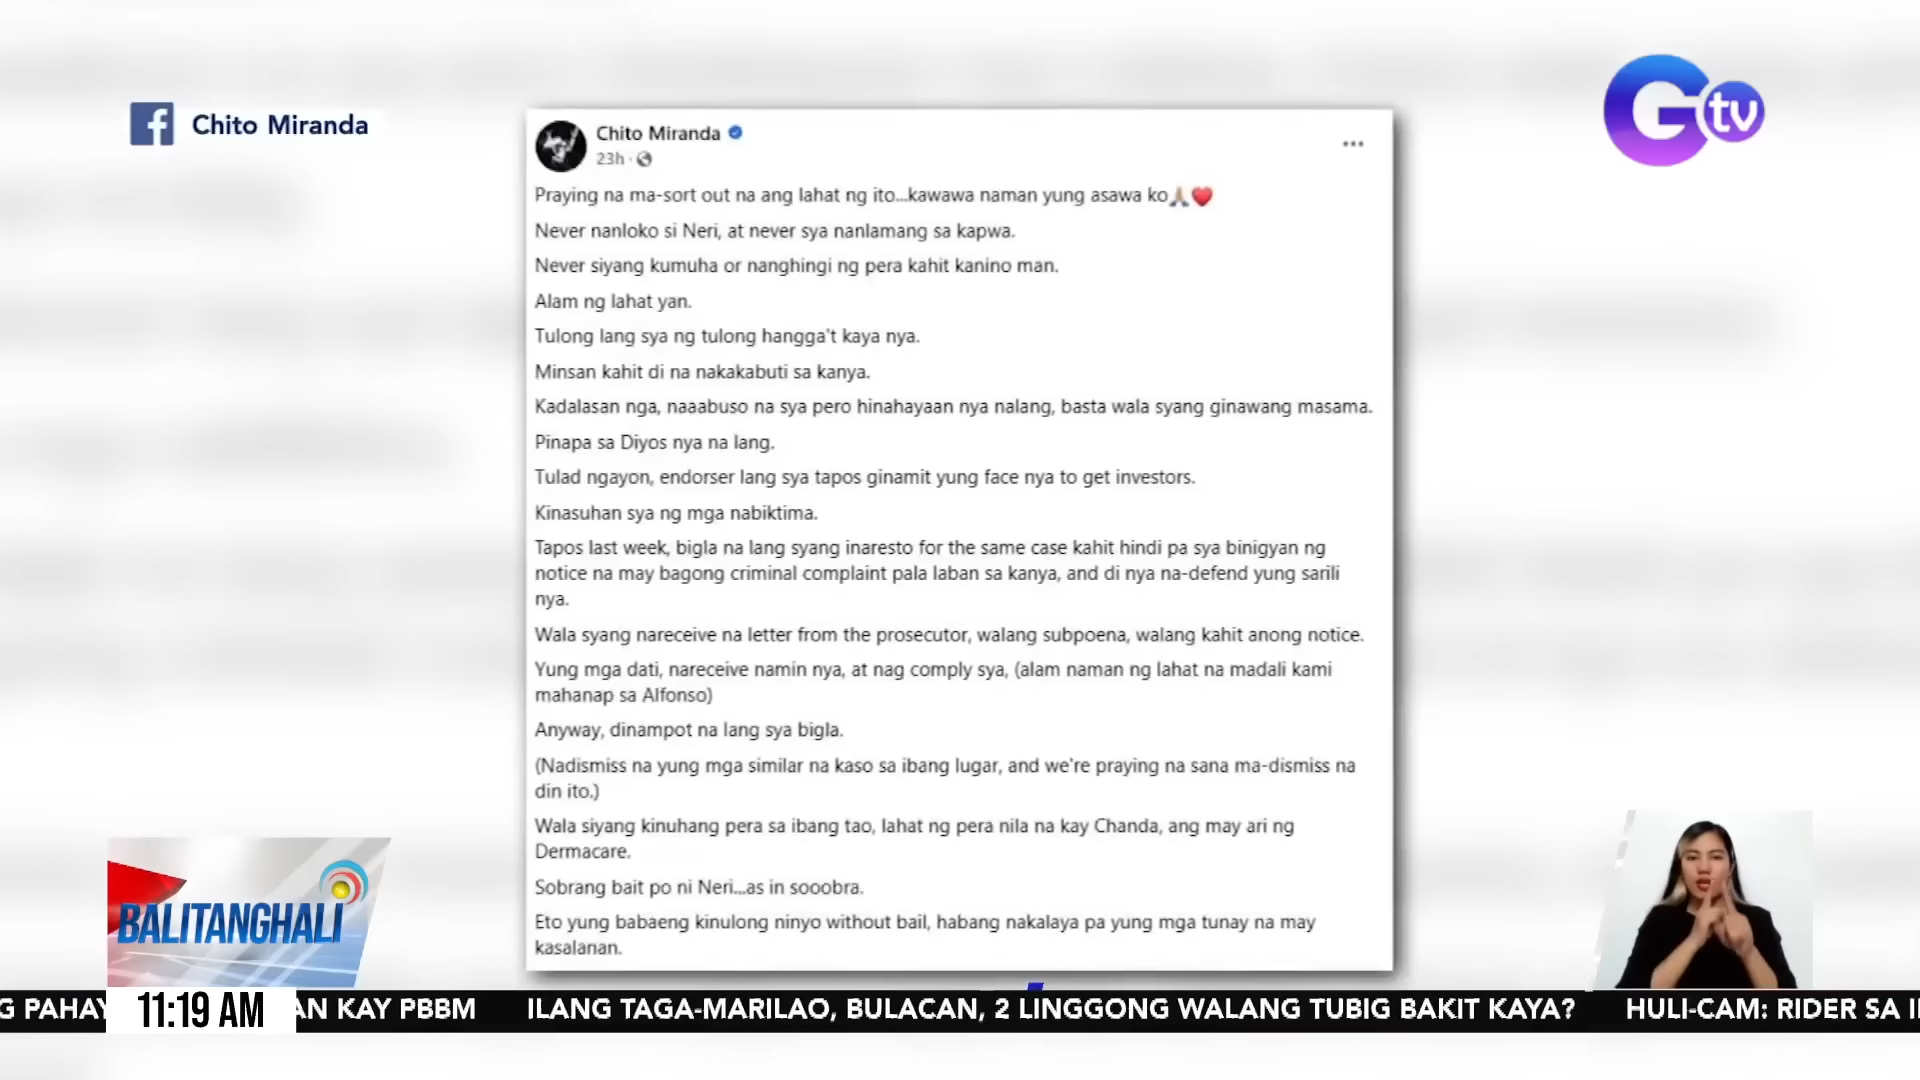 Chito Miranda
Gtv
Chito Miranda
23h
Praying na ma-sort out na ang lahat ng ito...kawawa naman yung asawa ko🙏🏼❤️
Never nanloko si Neri, at never sya nanlamang sa kapwa.
Never siyang kumuha or nanghingi ng pera kahit kanino man.
Alam ng lahat yan.
Tulong lang sya ng tulong hangga't kaya nya.
Minsan kahit di na nakakabuti sa kanya.
Kadalasan nga, naaabuso na sya pero hinahayaan nya nalang, basta wala syang ginawang masama.
Pinapa sa Diyos nya na lang.
Tulad ngayon, endorser lang sya tapos ginamit yung face nya to get investors.
Kinasuhan sya ng mga nabiktima.
Tapos last week, bigla na lang syang inaresto for the same case kahit hindi pa sya binigyan ng
notice na may bagong criminal complaint pala laban sa kanya, and di nya na-defend yung sarili
nya.
Wala syang nareceive na letter from the prosecutor, walang subpoena, walang kahit anong notice.
Yung mga dati, nareceive namin nya, at nag comply sya, (alam naman ng lahat na madali kami
mahanap sa Alfonso)
Anyway, dinampot na lang sya bigla.
(Nadismiss na yung mga similar na kaso sa ibang lugar, and we're praying na sana ma-dismiss na
din ito.)
Wala siyang kinuhang pera sa ibang tao, lahat ng pera nila na kay Chanda, ang may ari ng
Dermacare.
Sobrang bait po ni Neri...as in sooobra.
Eto yung babaeng kinulong ninyo without bail, habang nakalaya pa yung mga tunay na may
kasalanan.
BALITANGHALI
11:19 AM
G PAHAY AN KAY PBBM ILANG TAGA-MARILAO, BULACAN, 2 LINGGONG WALANG TUBIG BAKIT KAYA? HULI-CAM: RIDER SA I